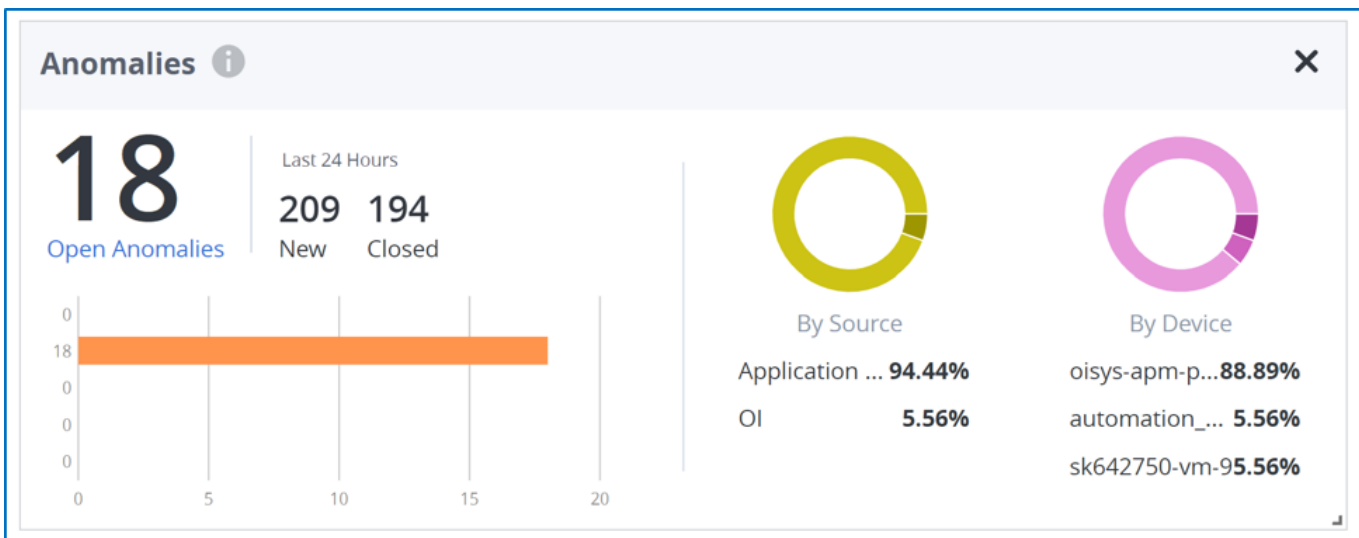 Anomalies
18
Open Anomalies
Last 24 Hours
209 194
New Closed
0
18
0
0
0
0 5 10 15 20
By Source
Application ... 94.44%
OI 5.56%
By Device
oisys-apm-p...88.89%
automation_... 5.56%
sk642750-vm-95.56%